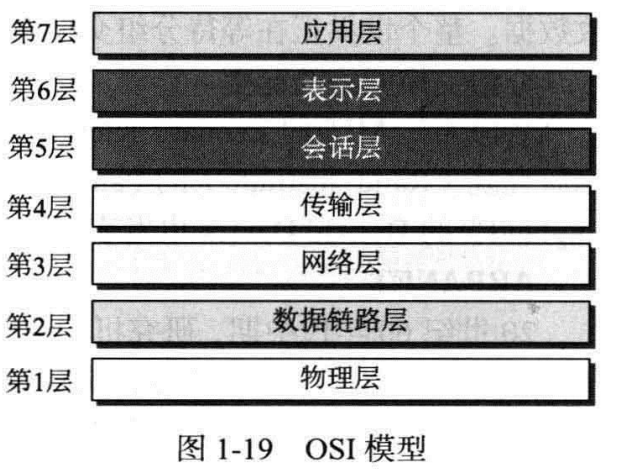 第7层 应用层
第6层 表示层
第5层 会话层
第4层 传输层
第3层 网络层
第2层 数据链路层
第1层 物理层
图 1-19 OSI 模型